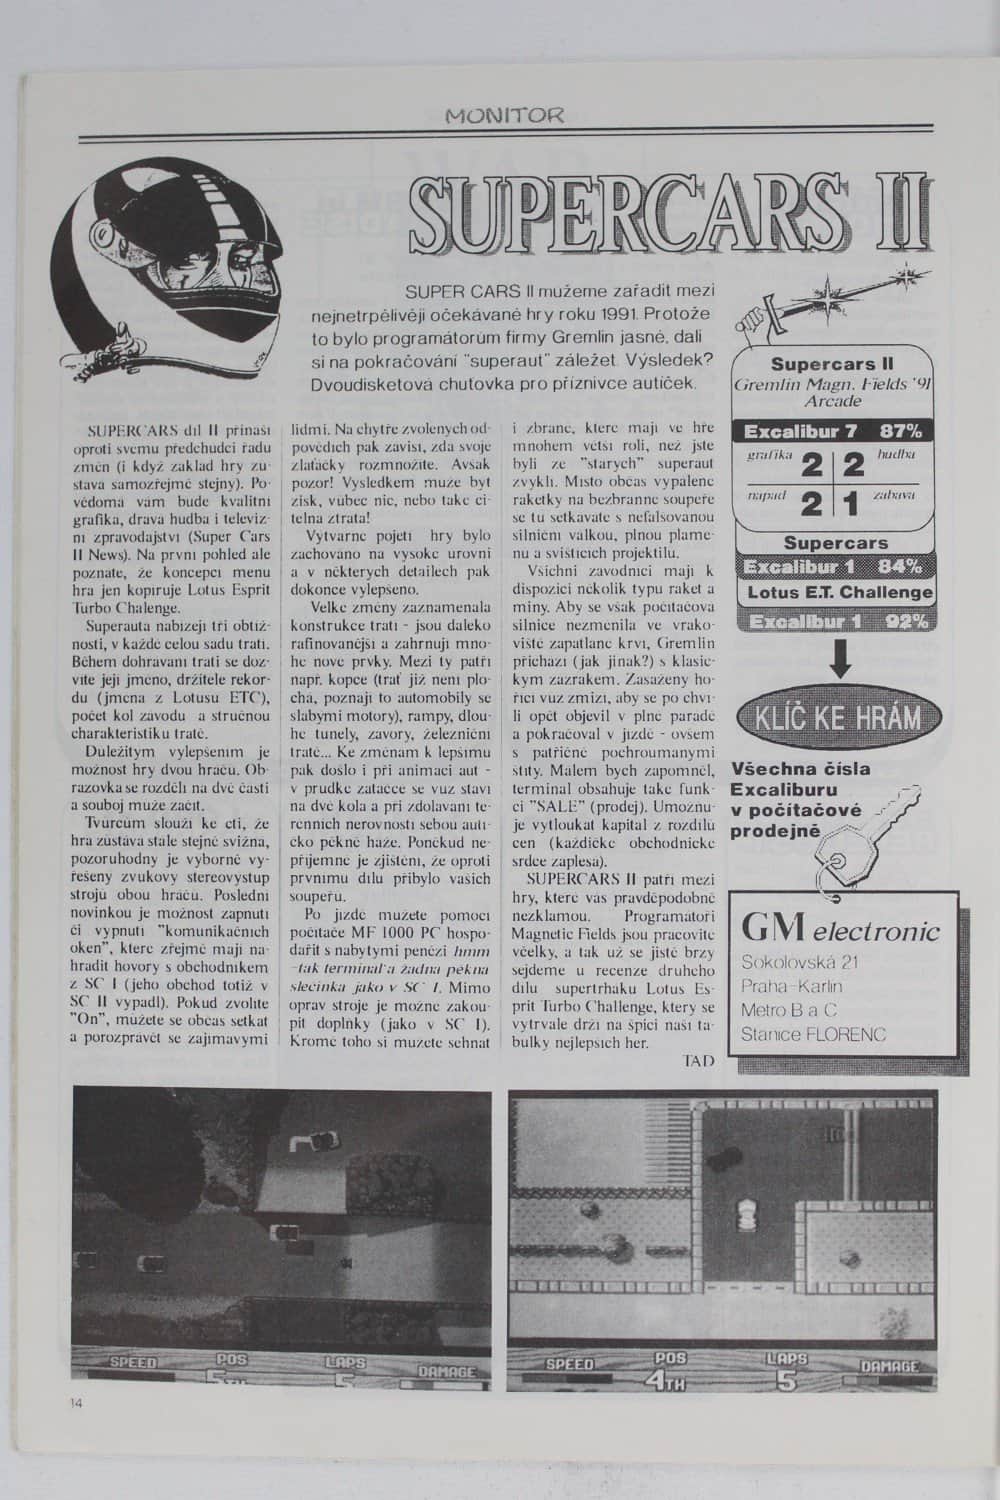 MONITOR
SUPERCARS II
SUPER CARS II mužeme zařadit mezi
nejnetrpělivěji očekávané hry roku 1991. Protože
to bylo programátorům firmy Gremlin jasné, dali
si na pokračování "superaut" záležet. Výsledek?
Dvoudisketová chutovka pro příznivce autíček.
SUPERCARS díl II přináší
oproti svému předchůdci řadu
změn (i když základ hry zů-
stává samozřejmě stejný). Po-
vědomá vám bude kvalitní
grafika, dravá hudba i televiz-
ní zpravodajství (Super Cars
II News). Na první pohled ale
poznáte, že koncepci menu
hra jen kopíruje Lotus Esprit
Turbo Chalenge.
Superauta nabízejí tři obtíž-
nosti, v každé celou sadu tratí.
Během dohrávání trati se doz-
víte její jméno, držitele rekor-
du (jména z Lotusu ETC),
počet kol závodu a stručnou
charakteristiku tratě.
Důležitým vylepšením je
možnost hry dvou hráčů. Ob-
razovka se rozdělí na dvě části
a souboj může začít.
Tvůrcům slouží ke cti, že
hra zůstává stále stejně svižná,
pozoruhodný je výborně vy-
řešený zvukový stereovýstup
strojů obou hráčů. Poslední
novinkou je možnost zapnutí
či vypnutí "komunikačních
oken", které zřejmě mají na-
hradit hovory s obchodníkem
z SC I (jeho obchod totiž v
SC II vypadl). Pokud zvolíte
"On", můžete se občas setkat
a porozprávět se zajímavými
lidmi. Na chytře zvolených od-
povědích pak závisí, zda svoje
zlaťáčky rozmnožíte. Avšak
pozor! Výsledkem může být
zisk, vůbec nic, nebo také ci-
telná ztráta!
Výtvarné pojetí hry bylo
zachováno na vysoké úrovni
a v některých detailech pak
dokonce vylepšeno.
Velké změny zaznamenala
konstrukce tratí - jsou daleko
rafinovanější a zahrnují mno-
hé nové prvky. Mezi ty patří
např. kopce (trať již není plo-
chá, poznají to automobily se
slabými motory), rampy, dlou-
hé tunely, závory, železniční
tratě... Ke změnám k lepšímu
pak došlo i při animaci aut -
v prudké zatáčce se vůz staví
na dvě kola a při zdolávání te-
renních nerovností sebou autí-
čko pěkně hází. Poněkud ne-
příjemné je zjištění, že oproti
prvnímu dílu přibylo vašich
soupeřů.
Po jízdě můžete pomocí
počítače MF 1000 PC hospo-
dařit s nabytými penězi hmm
-tak terminál a žádná pěkná
slečinka jako v SC I. Mimo
oprav stroje je možné zakou-
pit doplňky (jako v SC I).
Kromě toho si můžete sehnat
i zbraně, které mají ve hře
mnohem větší roli, než jste
byli ze "starých" superaut
zvyklí. Místo občas vypálené
raketky na bezbranné soupeře
se tu setkáváte s nefalšovanou
silniční válkou, plnou plame-
nů a svištících projektilů.
Všichni závodníci mají k
dispozici několik typů raket a
miny. Aby se však počítačová
silnice nezměnila ve vrako-
viště zapatlané krví, Gremlin
přichází (jak jinak?) s klasic-
kým zázrakem. Zasažený ho-
řící vůz zmizí, aby se po chví-
li opět objevil v plné parádě
a pokračoval v jízdě - ovšem
s patřičně pochroumanými
štíty. Málem bych zapomněl,
terminál obsahuje také funk-
ci "SALE" (prodej). Umožňu-
je vytloukat kapitál z rozdílů
cen (každičké obchodnické
srdce zaplesá).
SUPERCARS II patří mezi
hry, které vás pravděpodobně
nezklamou. Programátoři
Magnetic Fields jsou pracovité
včelky, a tak už se jistě brzy
sejdeme u recenze druhého
dílu supertrháku Lotus Es-
prit Turbo Challenge, který se
vytrvale drží na špici naší ta-
bulky nejlepších her.
TAD
Supercars II
Gremlin Magn. Fields '91
Arcade
Excalibur 7 87%
grafika 2 2 hudba
nápad 2 1 zábava
Supercars
Excalibur 1 84%
Lotus E.T. Challenge
Excalibur 1 92%
KLÍČ KE HRÁM
Všechna čísla
Excaliburu
v počítačové
prodejně
GM electronic
Sokolovská 21
Praha-Karlín
Metro B a C
Stanice FLORENC
SPEED POS LAPS DAMAGE
5TH 5
SPEED POS LAPS DAMAGE
4TH 5
14